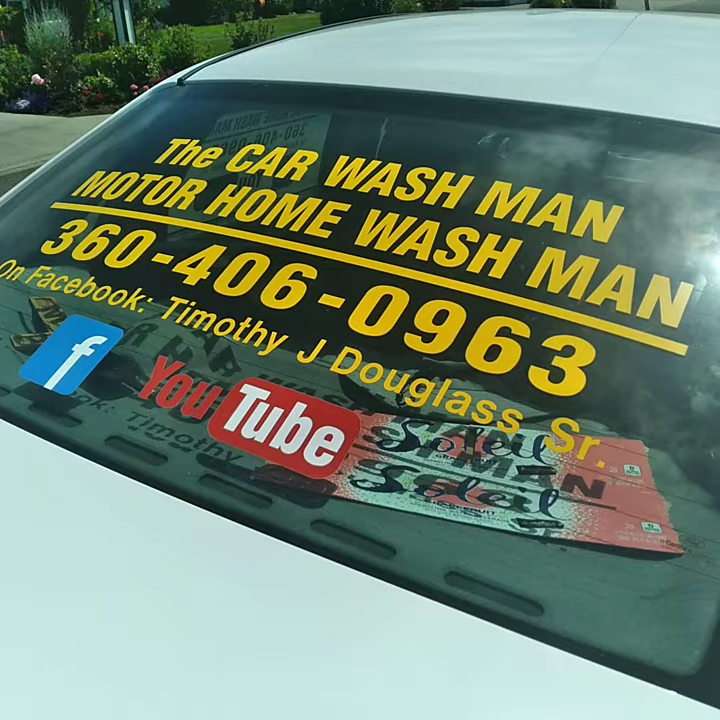 The CAR WASH MAN
MOTOR HOME WASH MAN
360-406-0963
On Facebook: Timothy J Douglass Sr.
f
YouTube
Soleil
Soleil